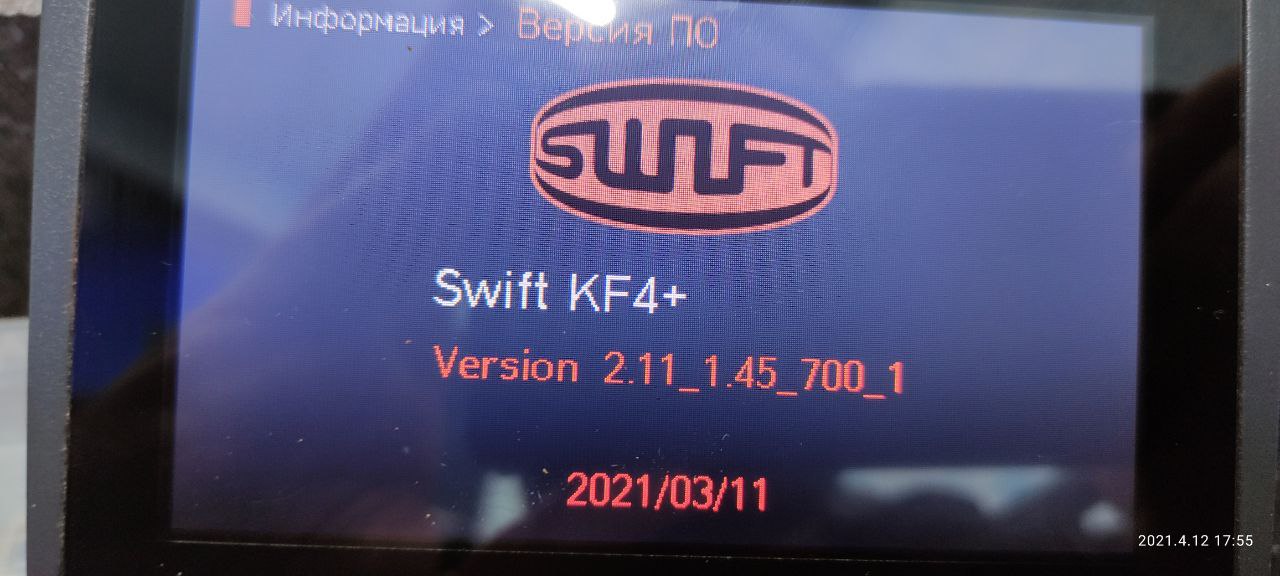 Информация > Версия ПО
SWIFT
Swift KF4+
Version 2.11_1.45_700_1
2021/03/11
2021.4.12 17:55